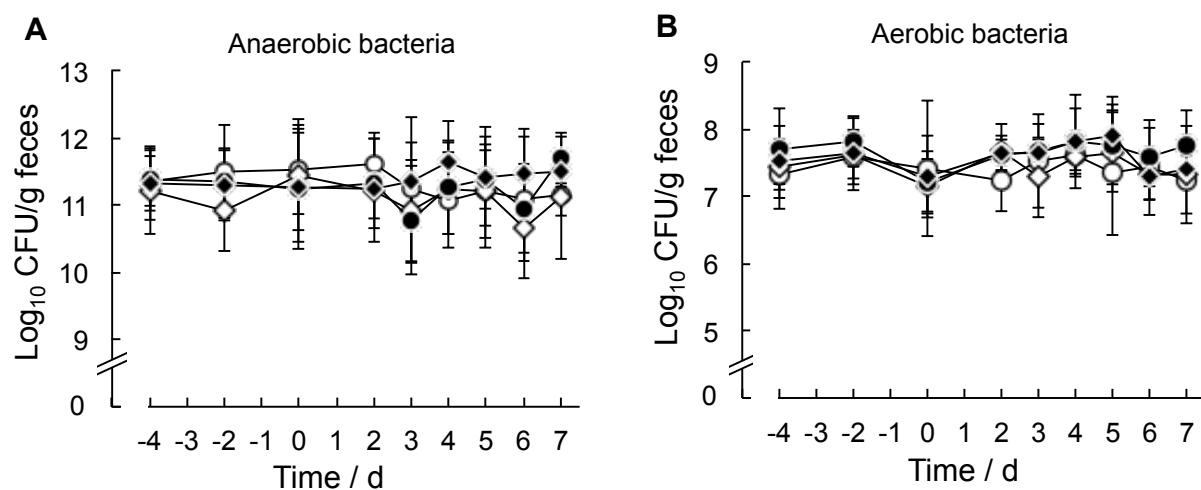 A
Anaerobic bacteria
13
12
11
10
9
0
Log₁₀ CFU/g feces
-4 -3 -2 -1 0 1 2 3 4 5 6 7
Time / d
B
Aerobic bacteria
9
8
7
6
5
0
Log₁₀ CFU/g feces
-4 -3 -2 -1 0 1 2 3 4 5 6 7
Time / d